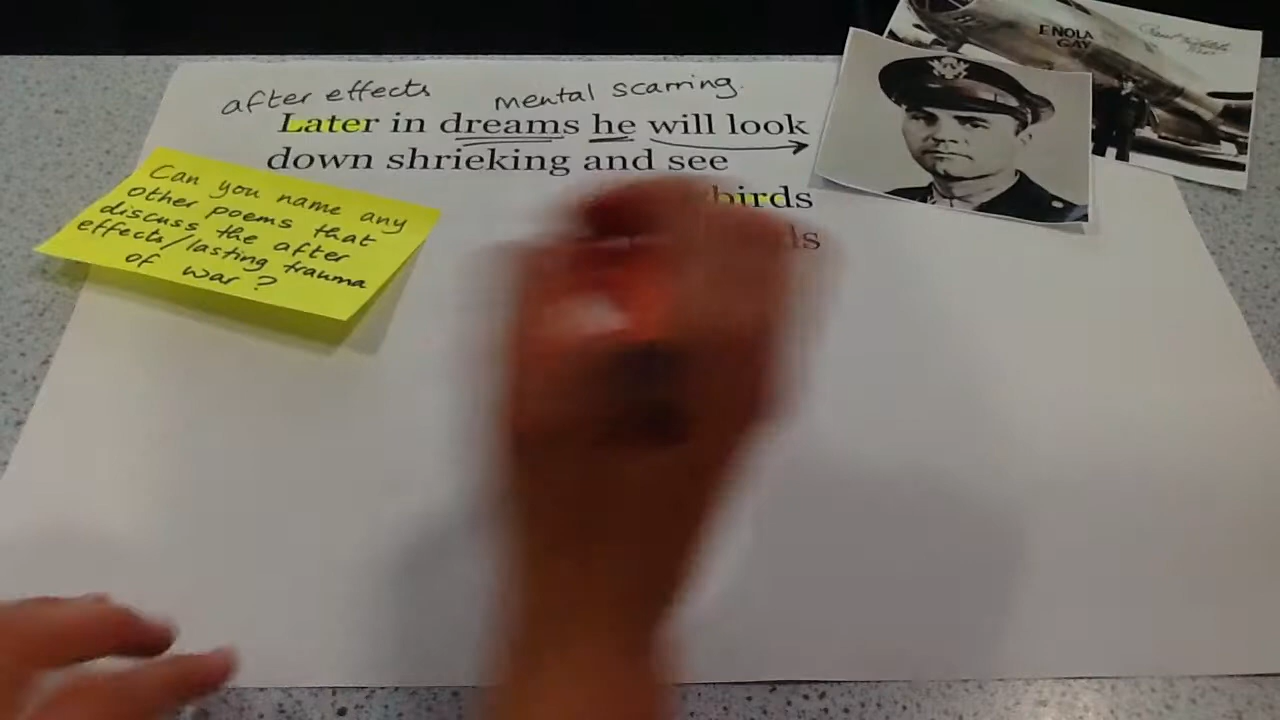 after effects
mental scarring.
Later in dreams he will look
down shrieking and see
birds
Can you name any
other poems that
discuss the after
effects/lasting trauma
of war?
ENOLA
GAY